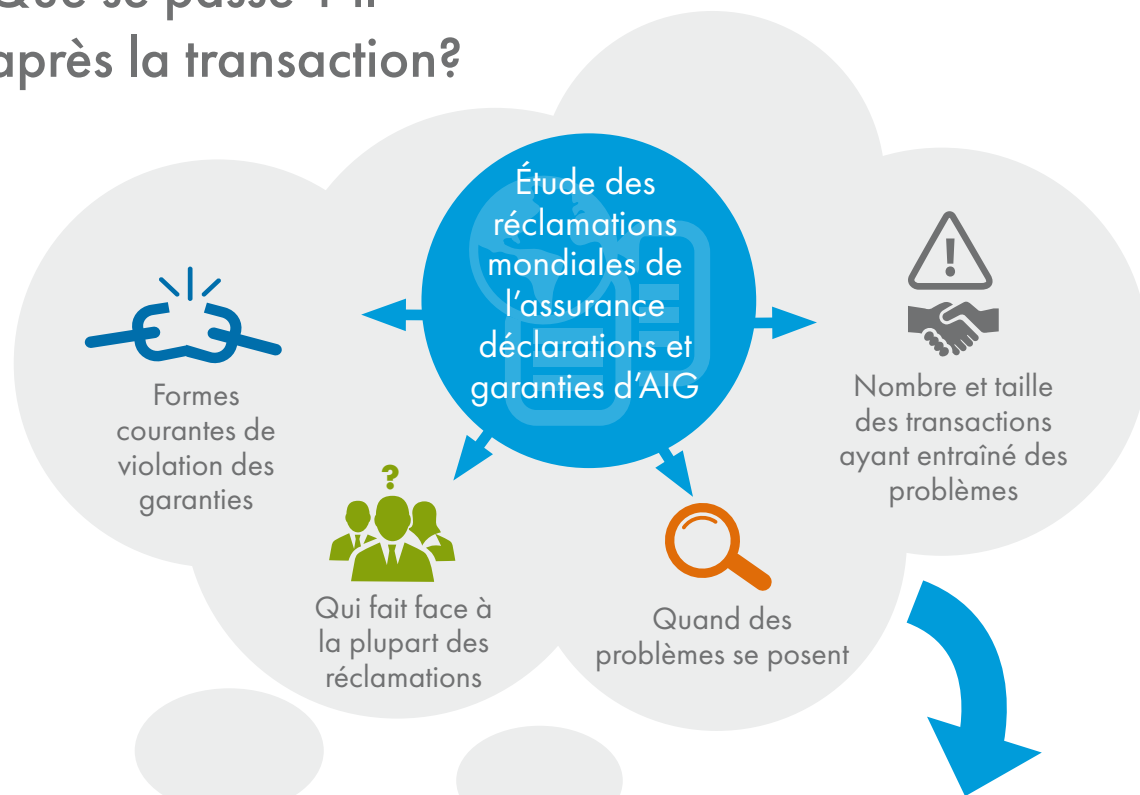 après la transaction?
Étude des
réclamations
mondiales de
l'assurance
déclarations et
garanties d'AIG
Formes
courantes de
violation des
garanties
Nombre et taille
des transactions
ayant entraîné des
problèmes
?
Qui fait face à
la plupart des
réclamations
Quand des
problèmes se posent